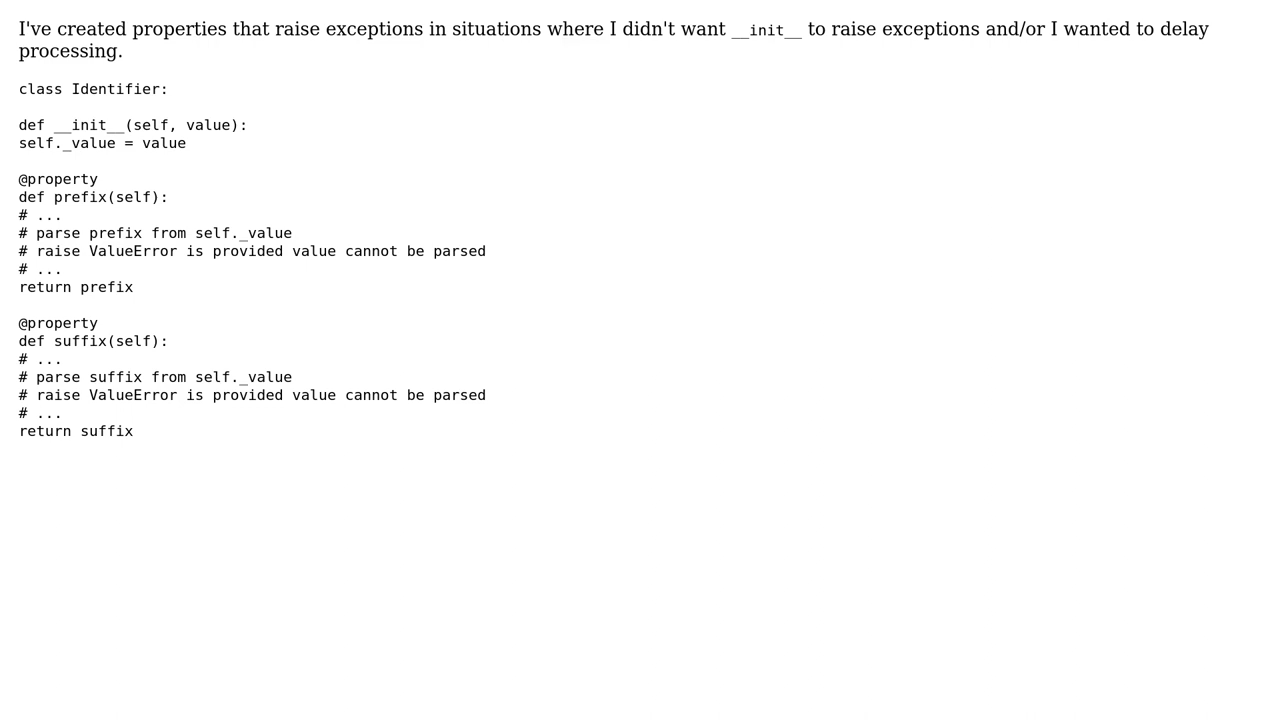 I've created properties that raise exceptions in situations where I didn't want __init__ to raise exceptions and/or I wanted to delay
processing.
class Identifier:
def __init__(self, value):
self._value = value
@property
def prefix(self):
# ...
# parse prefix from self._value
# raise ValueError is provided value cannot be parsed
# ...
return prefix
@property
def suffix(self):
# ...
# parse suffix from self._value
# raise ValueError is provided value cannot be parsed
# ...
return suffix